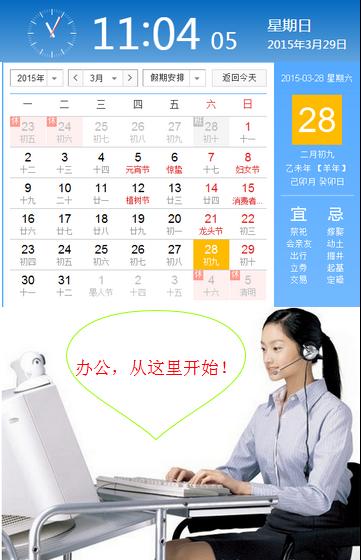 11:04 05
星期日
2015年3月29日
2015年 3月 假期安排 返回今天
一 二 三 四 五 六 日
休 休 班
23 24 25 26 27 28 1
初五 初六 初七 初八 初九 初十 十一
2 3 4 5 6 7 8
十二 十三 十四 元宵节 惊蛰 十七 妇女节
9 10 11 12 13 14 15
十九 二十 廿一 植树节 廿三 廿四 消费者...
16 17 18 19 20 21 22
廿六 廿七 廿八 廿九 龙头节 初二 初三
23 24 25 26 27 28 29
初四 初五 初六 初七 初八 初九 初十
休 休
30 31 1 2 3 4 5
十一 十二 愚人节 十四 十五 十六 清明
2015-03-28 星期六
28
二月初九
乙未年 【羊年】
己卯月 癸卯日
宜 忌
祭祀 嫁娶
会亲友 动土
出行 掘井
立券 起基
交易 定磉
办公，从这里开始！